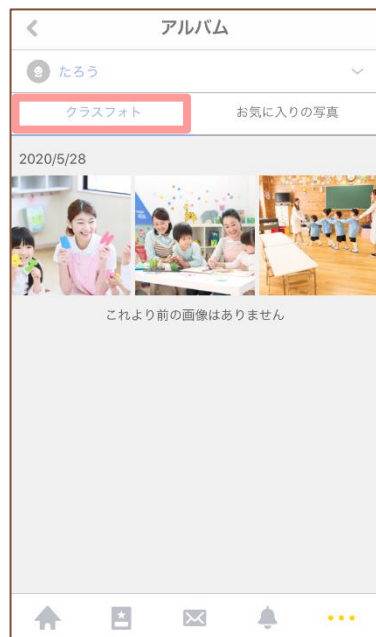 アルバム
たろう
クラスフォト
お気に入りの写真
2020/5/28
これより前の画像はありません